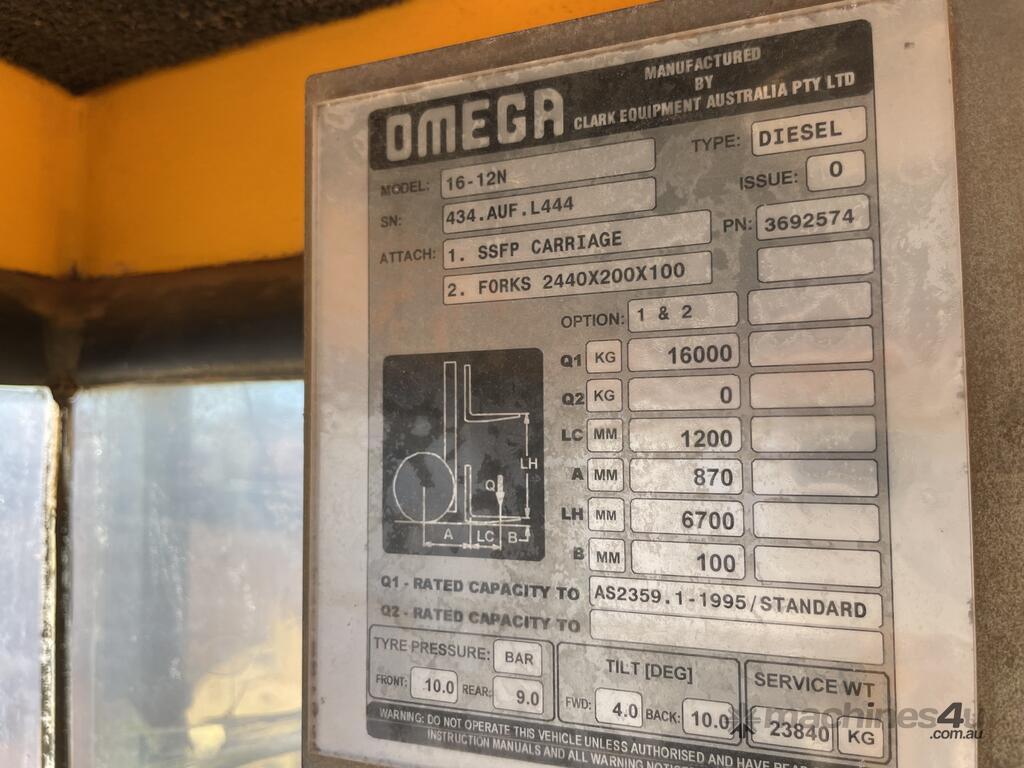 OMEGA
MANUFACTURED
BY
CLARK EQUIPMENT AUSTRALIA PTY LTD
MODEL: 16-12N TYPE: DIESEL
SN: 434.AUF.L444 ISSUE: 0
ATTACH: 1. SSFP CARRIAGE PN: 3692574
2. FORKS 2440X200X100
OPTION: 1 & 2
Q1 KG 16000
Q2 KG 0
LC MM 1200
A MM 870
LH MM 6700
B MM 100
LH
Q
A LC B
Q1 - RATED CAPACITY TO AS2359.1-1995/STANDARD
Q2 - RATED CAPACITY TO
TYRE PRESSURE: BAR
FRONT: 10.0 REAR: 9.0
TILT [DEG]
FWD: 4.0 BACK: 10.0
SERVICE WT
23840 KG
WARNING: DO NOT OPERATE THIS VEHICLE UNLESS AUTHORISED AND HAVE READ
INSTRUCTION MANUALS AND ALL WARNING
machines4u
.com.au